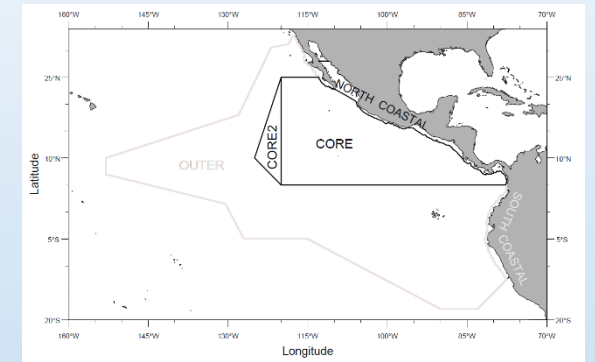 160°W 145°W 130°W 115°W 100°W 85°W 70°W
25°N 25°N
NORTH COASTAL
CORE2
CORE
OUTER
10°N 10°N
Latitude
SOUTH COASTAL
5°S 5°S
20°S 20°S
160°W 145°W 130°W 115°W 100°W 85°W 70°W
Longitude